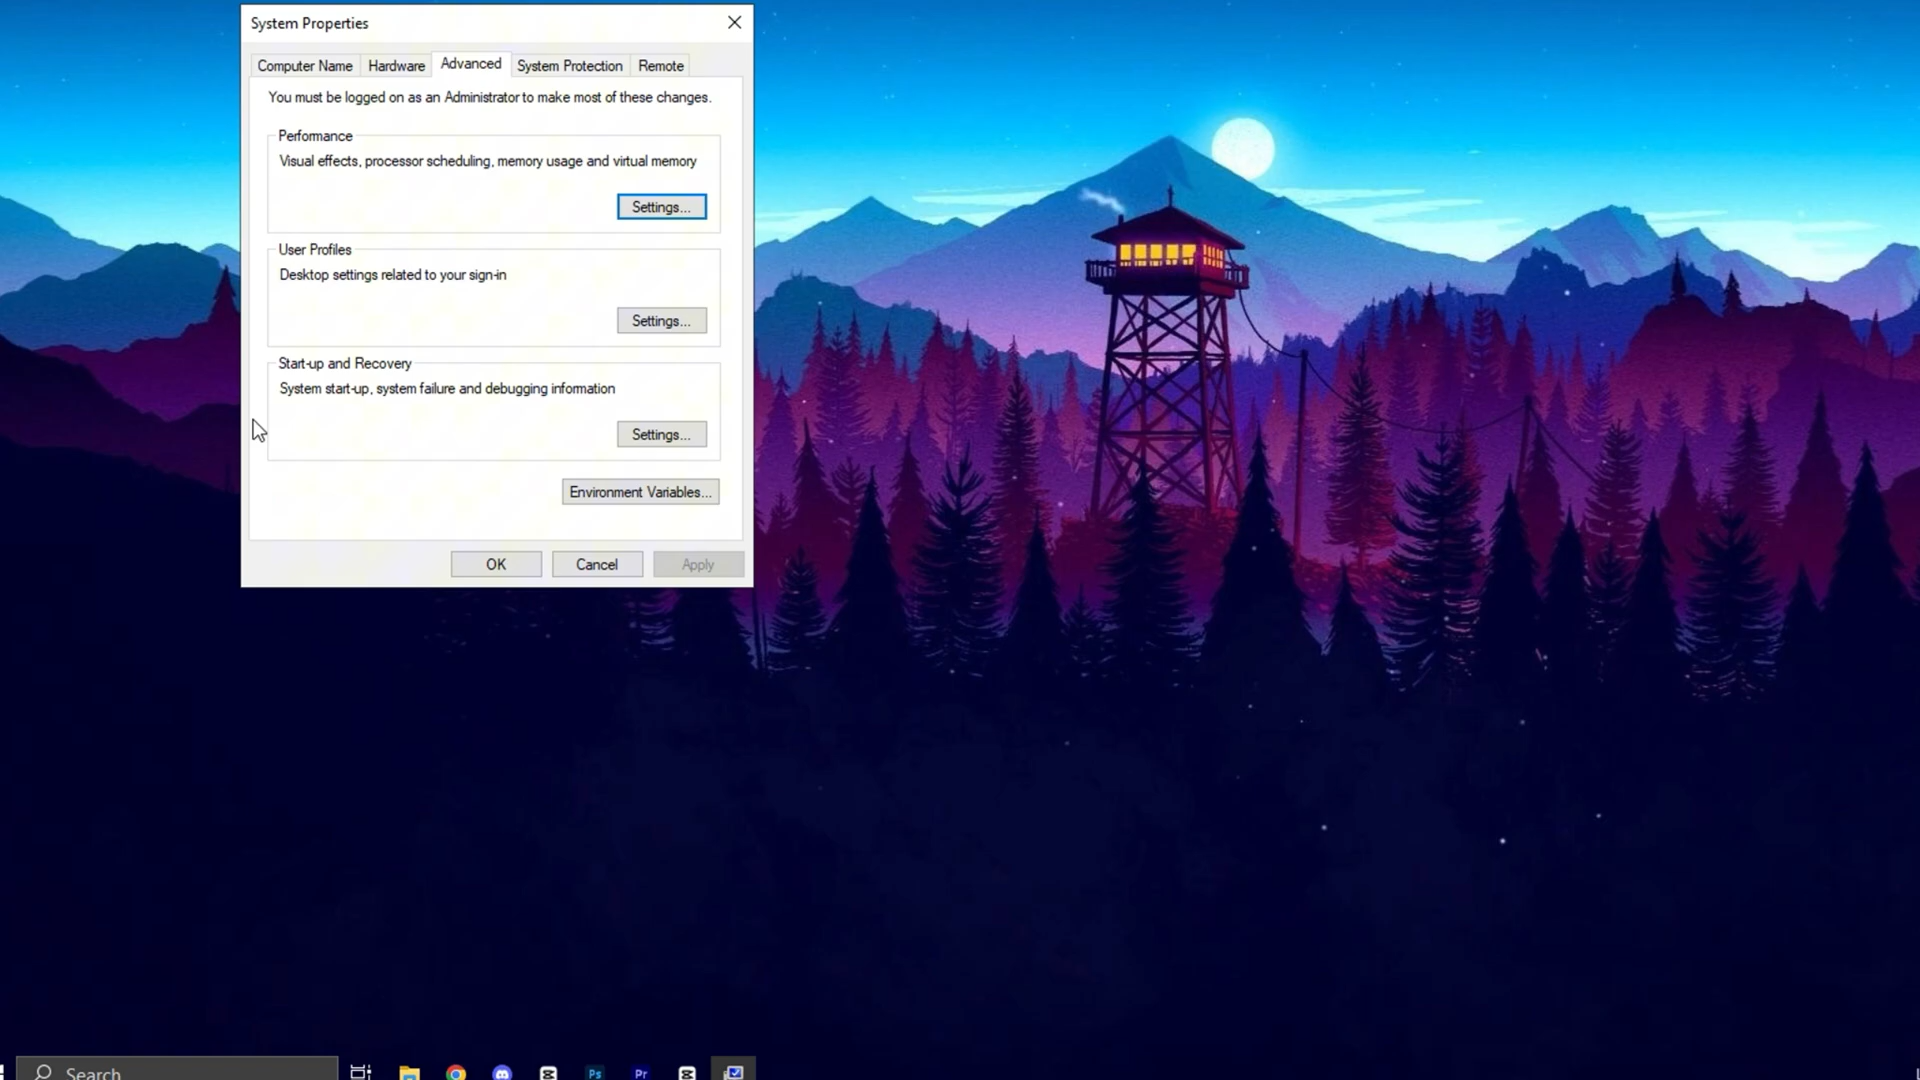 System Properties
Computer Name
Hardware
Advanced
System Protection
Remote
You must be logged on as an Administrator to make most of these changes.
Performance
Visual effects, processor scheduling, memory usage and virtual memory
Settings...
User Profiles
Desktop settings related to your sign-in
Settings...
Start-up and Recovery
System start-up, system failure and debugging information
Settings...
Environment Variables...
OK
Cancel
Apply
Search
Ps
Pr